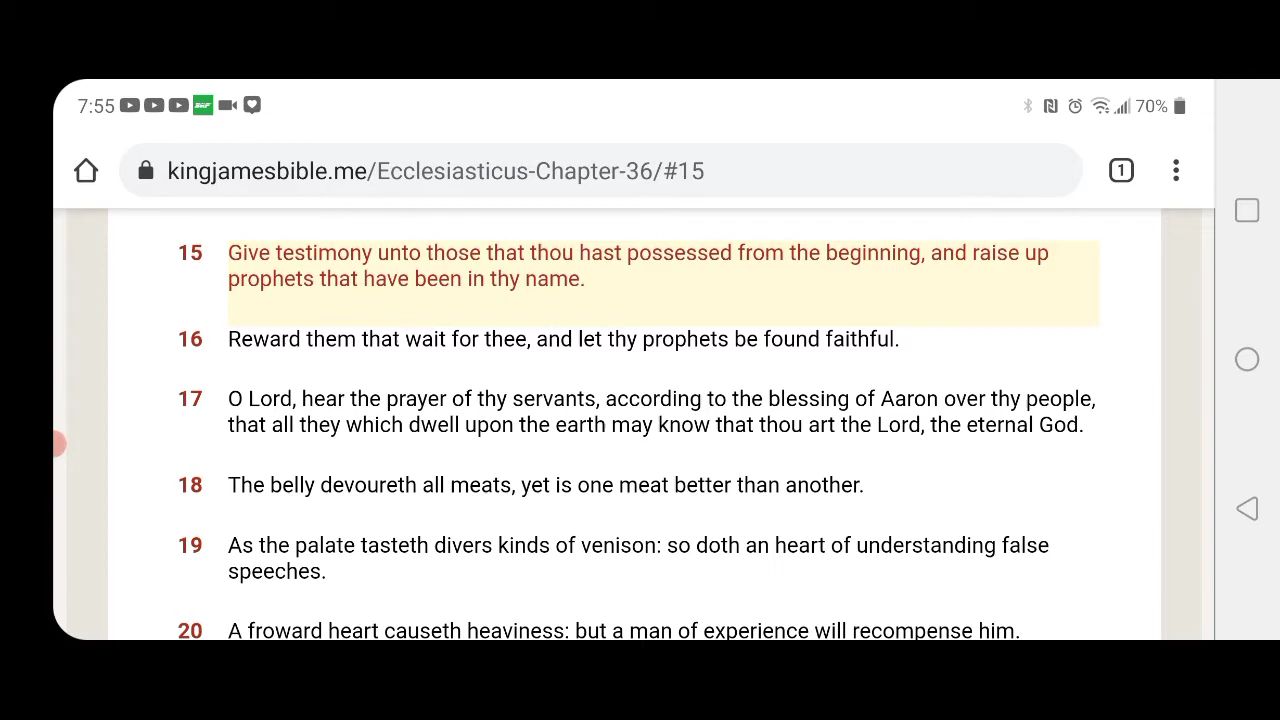 7:55 70%
kingjamesbible.me/Ecclesiasticus-Chapter-36/#15 1
15 Give testimony unto those that thou hast possessed from the beginning, and raise up
prophets that have been in thy name.
16 Reward them that wait for thee, and let thy prophets be found faithful.
17 O Lord, hear the prayer of thy servants, according to the blessing of Aaron over thy people,
that all they which dwell upon the earth may know that thou art the Lord, the eternal God.
18 The belly devoureth all meats, yet is one meat better than another.
19 As the palate tasteth divers kinds of venison: so doth an heart of understanding false
speeches.
20 A froward heart causeth heaviness: but a man of experience will recompense him.